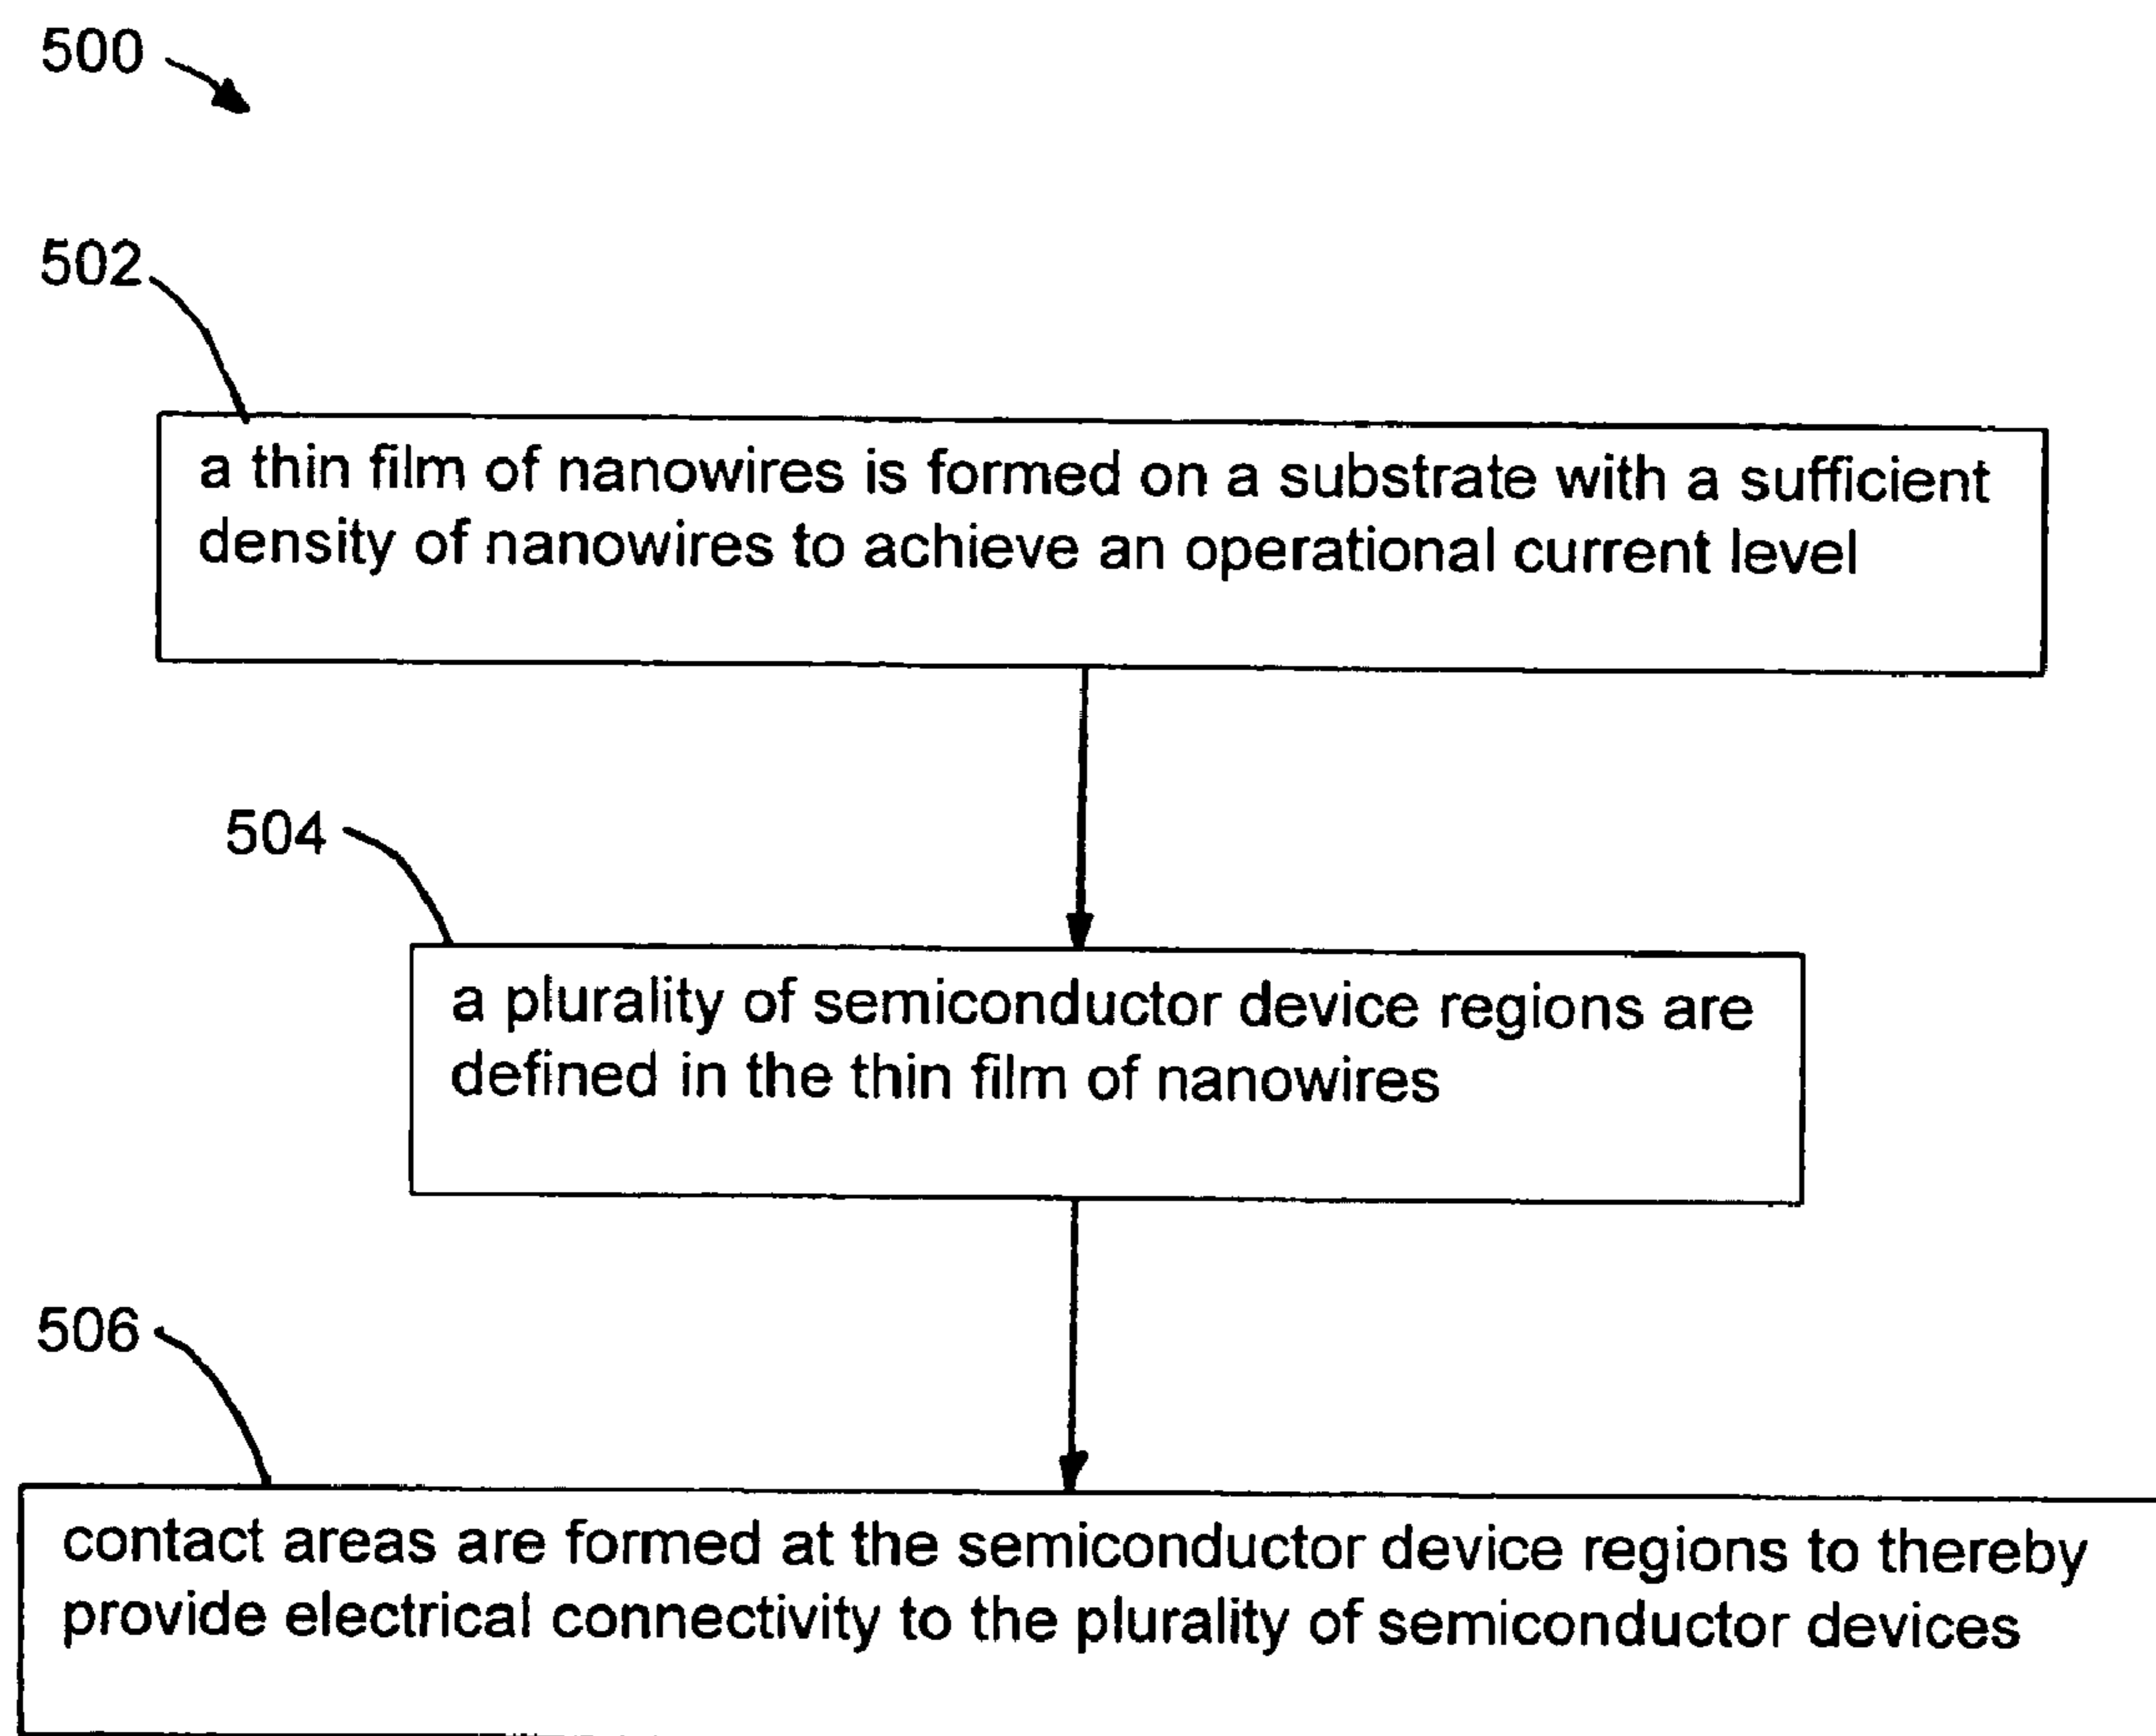 500
502
a thin film of nanowires is formed on a substrate with a sufficient
density of nanowires to achieve an operational current level
504
a plurality of semiconductor device regions are
defined in the thin film of nanowires
506
contact areas are formed at the semiconductor device regions to thereby
provide electrical connectivity to the plurality of semiconductor devices